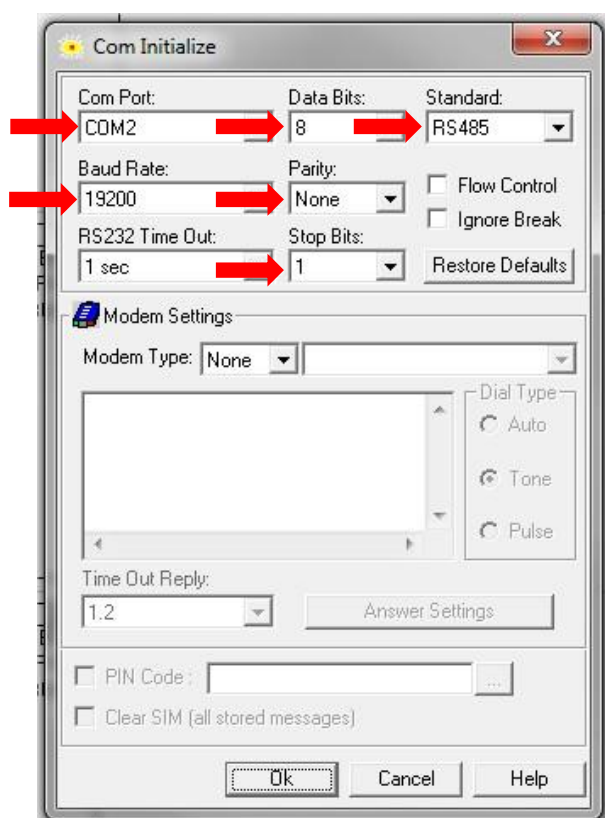 Com Initialize
Com Port: Data Bits: Standard:
COM2 8 RS485
Baud Rate: Parity:
19200 None Flow Control
Ignore Break
RS232 Time Out: Stop Bits:
1 sec 1 Restore Defaults
Modem Settings
Modem Type: None
Dial Type
Auto
Tone
Pulse
Time Out Reply:
1.2 Answer Settings
PIN Code : ...
Clear SIM (all stored messages)
Ok Cancel Help